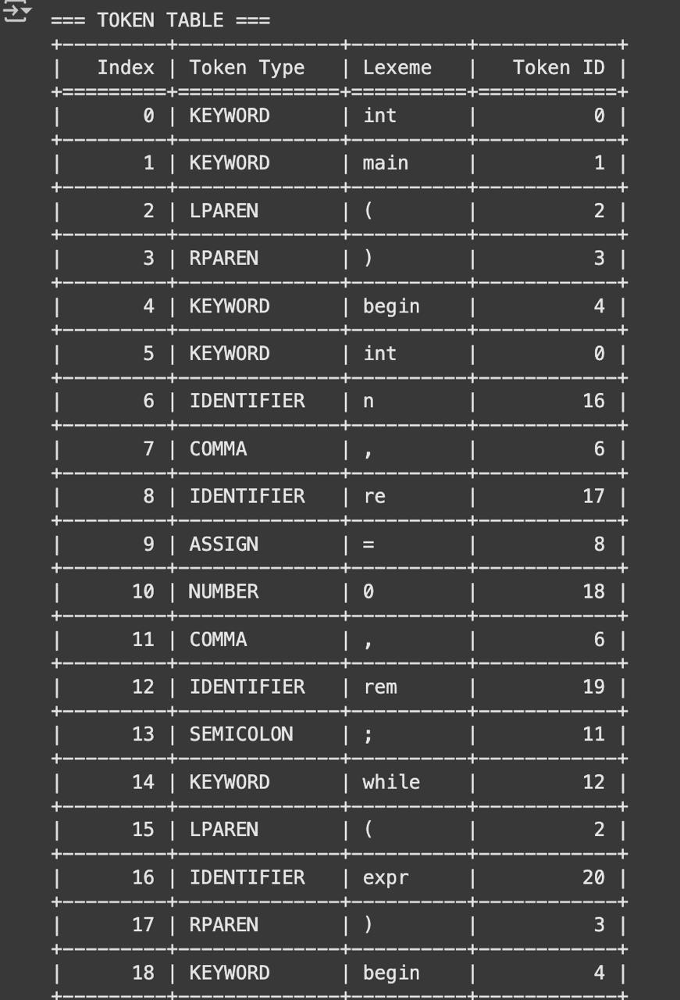 === TOKEN TABLE ===
+---------+--------------+----------+------------+
|   Index | Token Type   | Lexeme   |   Token ID |
+=========+==============+==========+============+
|       0 | KEYWORD      | int      |          0 |
+---------+--------------+----------+------------+
|       1 | KEYWORD      | main     |          1 |
+---------+--------------+----------+------------+
|       2 | LPAREN       | (        |          2 |
+---------+--------------+----------+------------+
|       3 | RPAREN       | )        |          3 |
+---------+--------------+----------+------------+
|       4 | KEYWORD      | begin    |          4 |
+---------+--------------+----------+------------+
|       5 | KEYWORD      | int      |          0 |
+---------+--------------+----------+------------+
|       6 | IDENTIFIER   | n        |         16 |
+---------+--------------+----------+------------+
|       7 | COMMA        | ,        |          6 |
+---------+--------------+----------+------------+
|       8 | IDENTIFIER   | re       |         17 |
+---------+--------------+----------+------------+
|       9 | ASSIGN       | =        |          8 |
+---------+--------------+----------+------------+
|      10 | NUMBER       | 0        |         18 |
+---------+--------------+----------+------------+
|      11 | COMMA        | ,        |          6 |
+---------+--------------+----------+------------+
|      12 | IDENTIFIER   | rem      |         19 |
+---------+--------------+----------+------------+
|      13 | SEMICOLON    | ;        |         11 |
+---------+--------------+----------+------------+
|      14 | KEYWORD      | while    |         12 |
+---------+--------------+----------+------------+
|      15 | LPAREN       | (        |          2 |
+---------+--------------+----------+------------+
|      16 | IDENTIFIER   | expr     |         20 |
+---------+--------------+----------+------------+
|      17 | RPAREN       | )        |          3 |
+---------+--------------+----------+------------+
|      18 | KEYWORD      | begin    |          4 |
+---------+--------------+----------+------------+